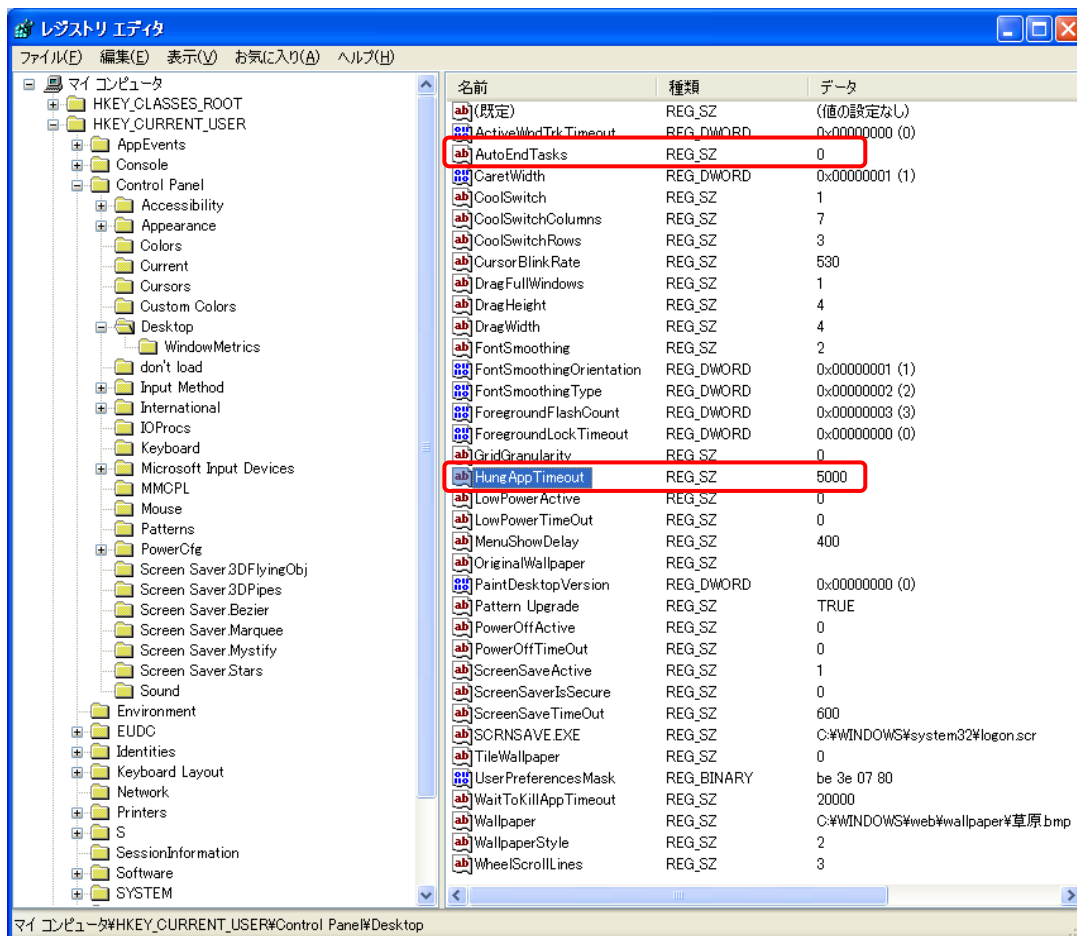 レジストリ エディタ
ファイル(F) 編集(E) 表示(V) お気に入り(A) ヘルプ(H)
マイ コンピュータ
HKEY_CLASSES_ROOT
HKEY_CURRENT_USER
AppEvents
Console
Control Panel
Accessibility
Appearance
Colors
Current
Cursors
Custom Colors
Desktop
WindowMetrics
don't load
Input Method
International
IOProcs
Keyboard
Microsoft Input Devices
MMCPL
Mouse
Patterns
PowerCfg
Screen Saver.3DFlyingObj
Screen Saver.3DPipes
Screen Saver.Bezier
Screen Saver.Marquee
Screen Saver.Mystify
Screen Saver.Stars
Sound
Environment
EUDC
Identities
Keyboard Layout
Network
Printers
S
SessionInformation
Software
SYSTEM
名前 種類 データ
(既定) REG_SZ (値の設定なし)
ActiveWndTrkTimeout REG_DWORD 0x00000000 (0)
AutoEndTasks REG_SZ 0
CaretWidth REG_DWORD 0x00000001 (1)
CoolSwitch REG_SZ 1
CoolSwitchColumns REG_SZ 7
CoolSwitchRows REG_SZ 3
CursorBlinkRate REG_SZ 530
DragFullWindows REG_SZ 1
DragHeight REG_SZ 4
DragWidth REG_SZ 4
FontSmoothing REG_SZ 2
FontSmoothingOrientation REG_DWORD 0x00000001 (1)
FontSmoothingType REG_DWORD 0x00000002 (2)
ForegroundFlashCount REG_DWORD 0x00000003 (3)
ForegroundLockTimeout REG_DWORD 0x00000000 (0)
GridGranularity REG_SZ 0
HungAppTimeout REG_SZ 5000
LowPowerActive REG_SZ 0
LowPowerTimeOut REG_SZ 0
MenuShowDelay REG_SZ 400
OriginalWallpaper REG_SZ
PaintDesktopVersion REG_DWORD 0x00000000 (0)
Pattern Upgrade REG_SZ TRUE
PowerOffActive REG_SZ 0
PowerOffTimeOut REG_SZ 0
ScreenSaveActive REG_SZ 1
ScreenSaverIsSecure REG_SZ 0
ScreenSaveTimeOut REG_SZ 600
SCRNSAVE.EXE REG_SZ C:¥WINDOWS¥system32¥logon.scr
TileWallpaper REG_SZ 0
UserPreferencesMask REG_BINARY be 3e 07 80
WaitToKillAppTimeout REG_SZ 20000
Wallpaper REG_SZ C:¥WINDOWS¥web¥wallpaper¥草原.bmp
WallpaperStyle REG_SZ 2
WheelScrollLines REG_SZ 3
マイ コンピュータ¥HKEY_CURRENT_USER¥Control Panel¥Desktop